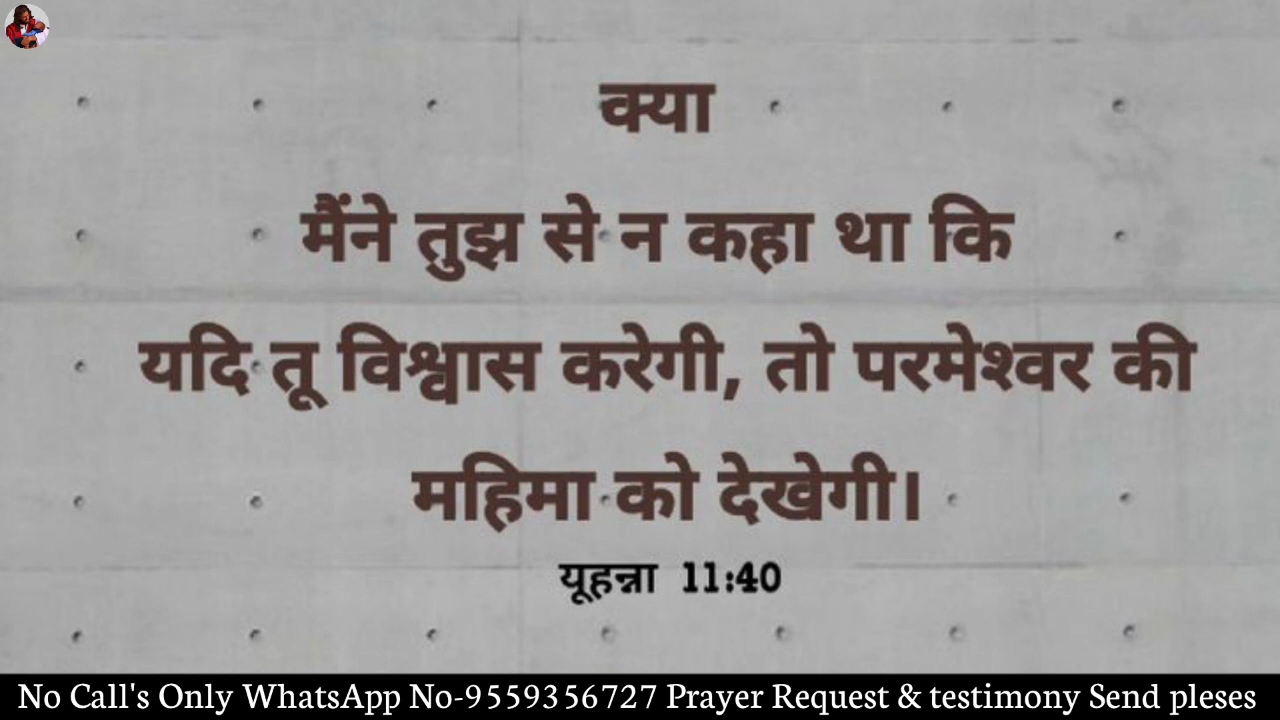 क्या
मैंने तुझ से न कहा था कि
यदि तू विश्वास करेगी, तो परमेश्वर की
महिमा को देखेगी।
यूहन्ना 11:40
No Call's Only WhatsApp No-9559356727 Prayer Request & testimony Send pleses